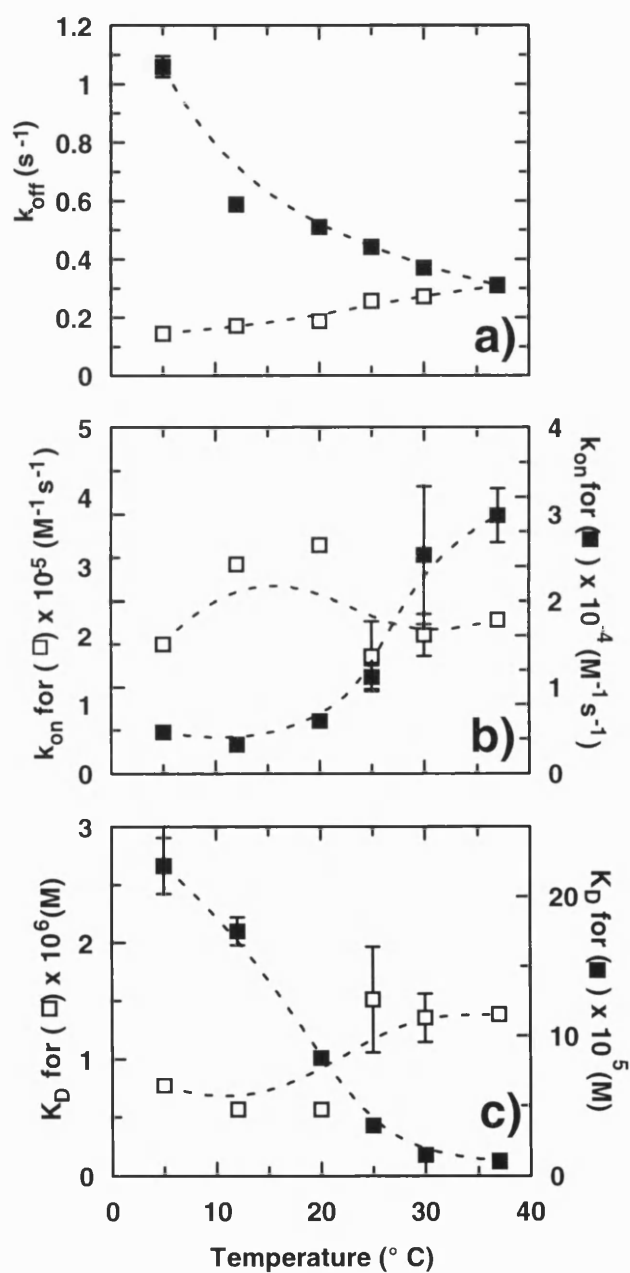 1.2
1
0.8
0.6
0.4
0.2
0
k_off (s^-1)
a)
5
4
3
2
1
0
k_on for (□) x 10^-5 (M^-1 s^-1)
4
3
2
1
0
k_on for (■) x 10^-4 (M^-1 s^-1)
b)
3
2
1
0
K_D for (□) x 10^6 (M)
20
10
0
K_D for (■) x 10^5 (M)
c)
0 10 20 30 40
Temperature (° C)